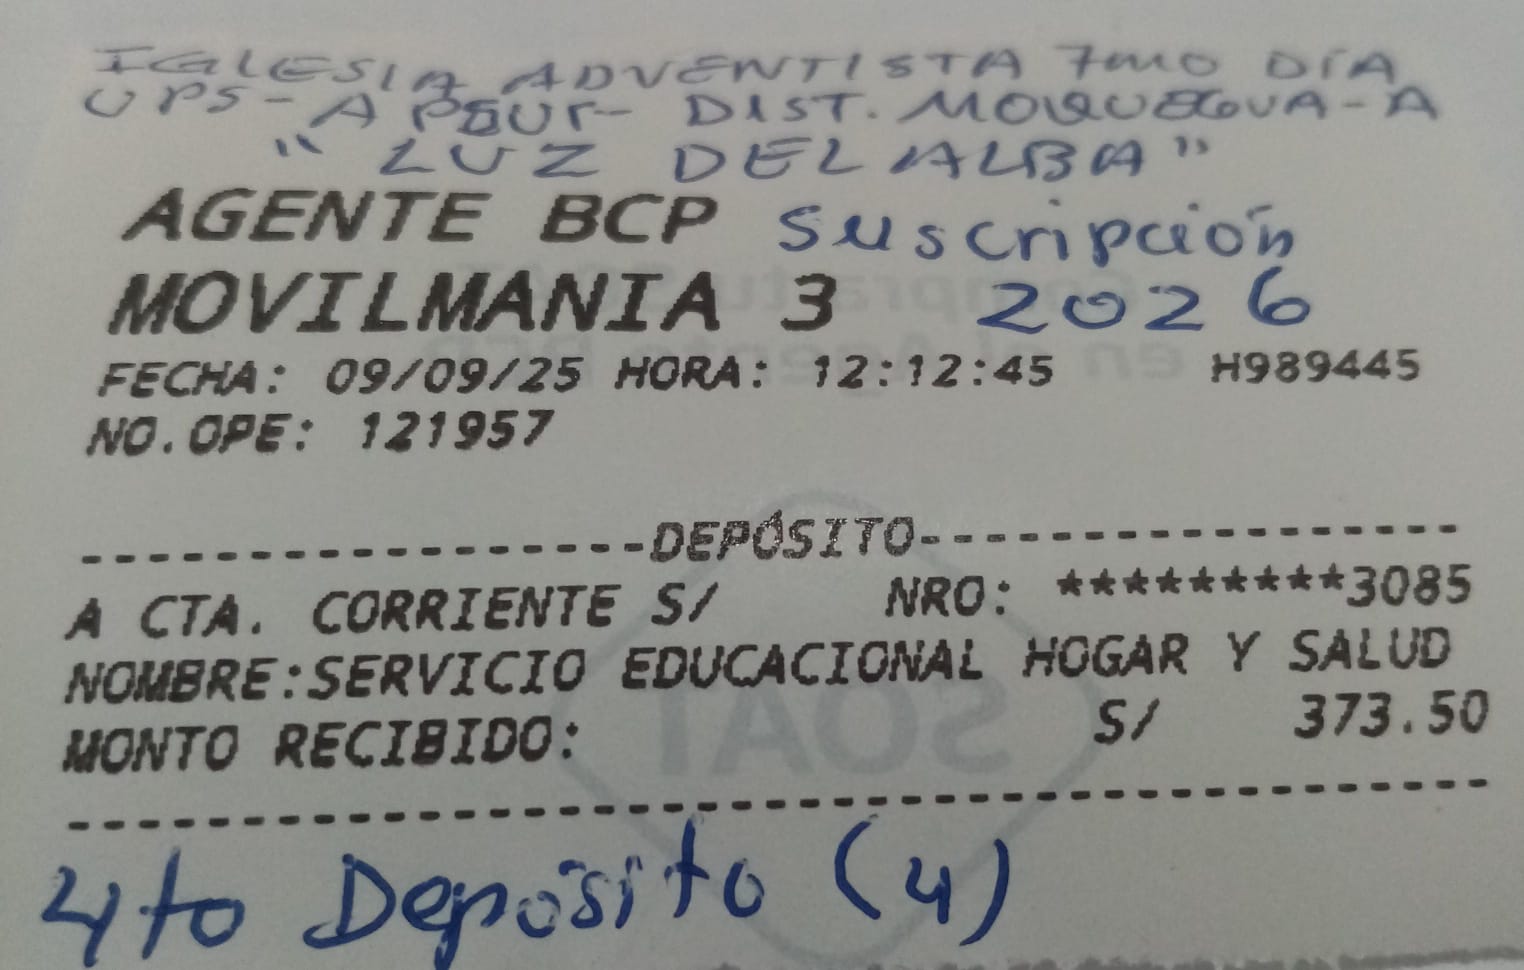 IGLESIA ADVENTISTA 7MO DÍA
UPS-A PSUR- DIST. MOQUEGUA-A
"LUZ DEL ALBA"
AGENTE BCP Suscripción
MOVILMANIA 3 2026
FECHA: 09/09/25 HORA: 12:12:45 H989445
NO.OPE: 121957
-----------------DEPÓSITO----------------
A CTA. CORRIENTE S/ NRO: *********3085
NOMBRE:SERVICIO EDUCACIONAL HOGAR Y SALUD
MONTO RECIBIDO: S/ 373.50
SOAT
4to Depósito (4)